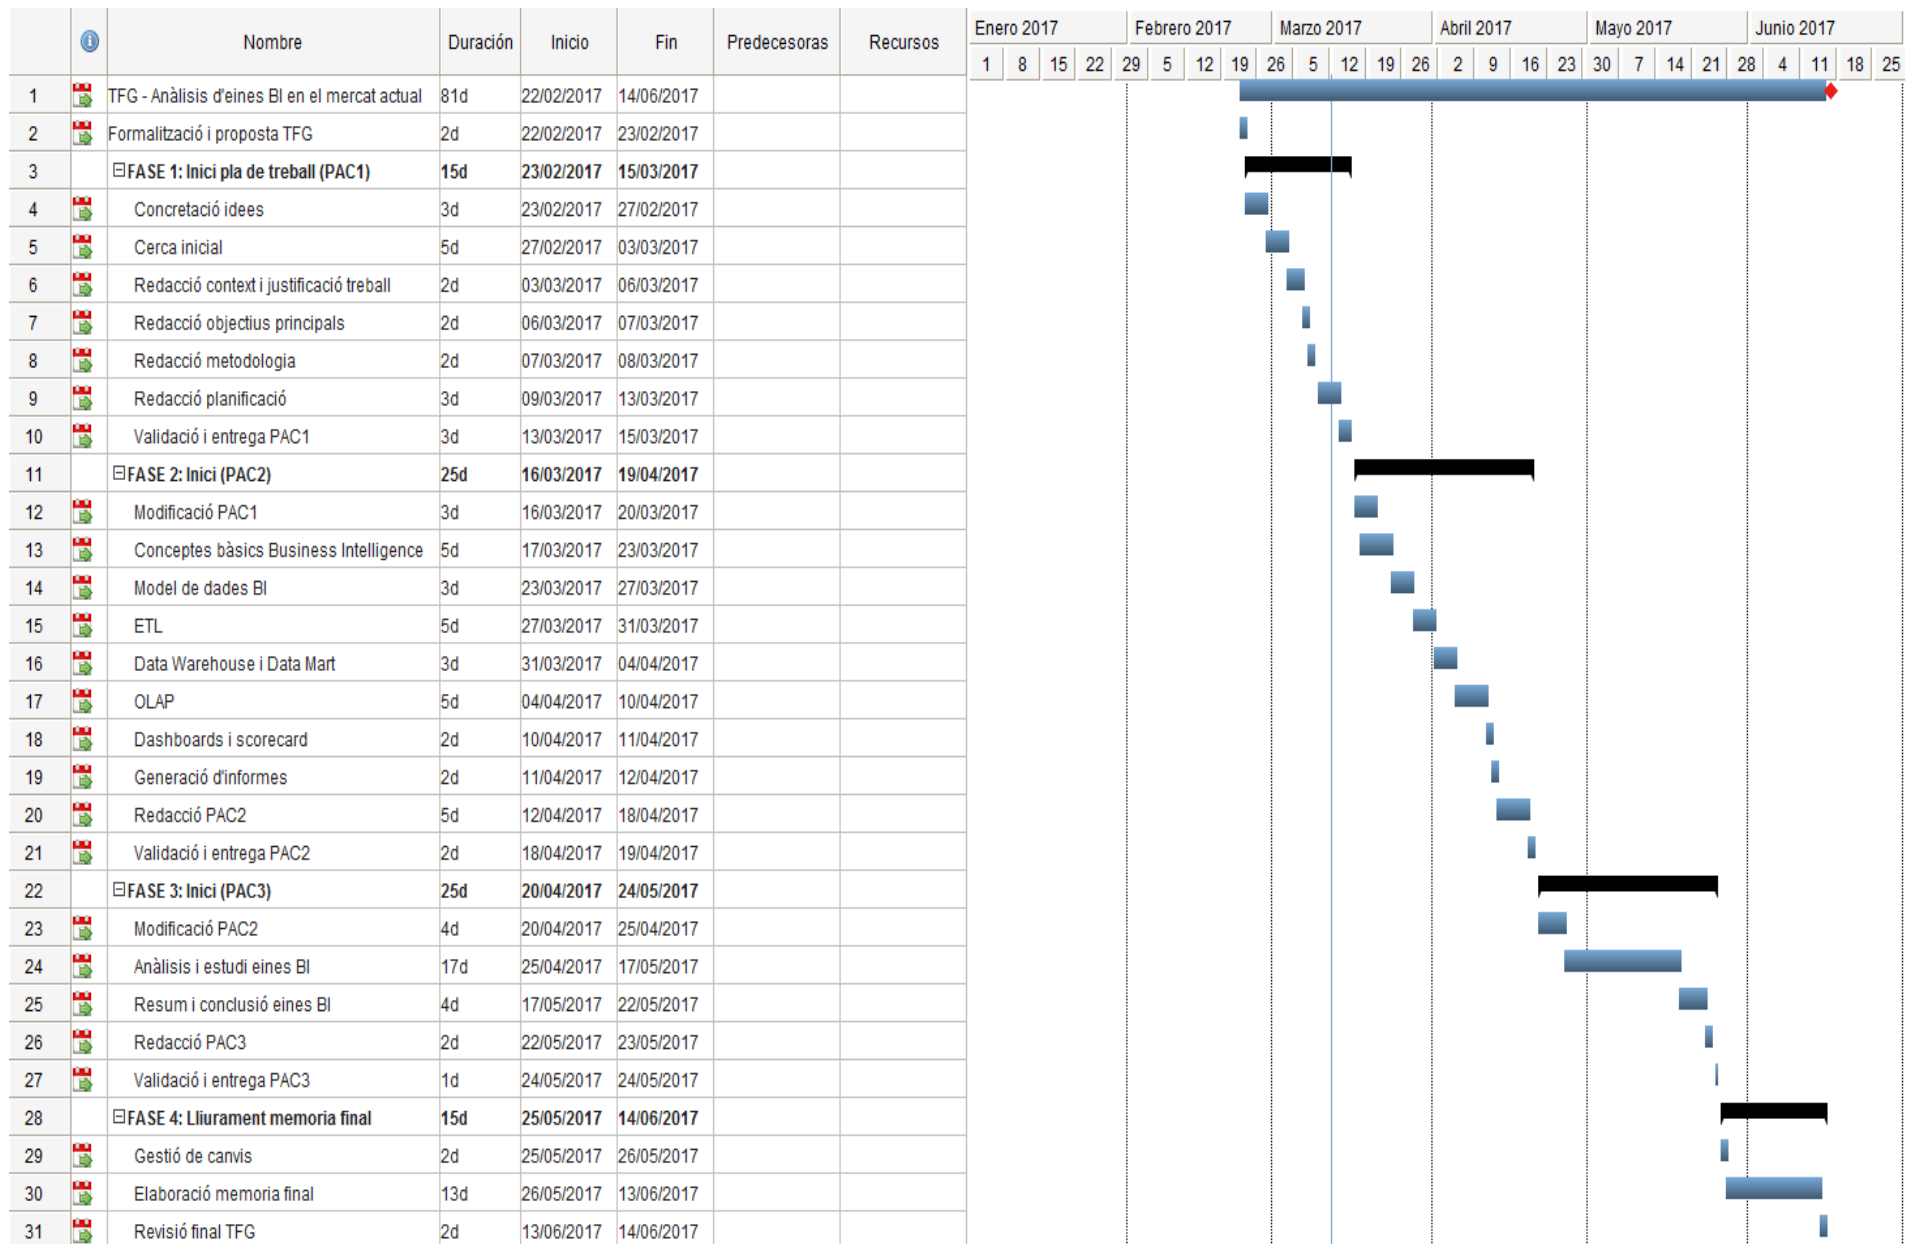 Nombre Duración Inicio Fin Predecesoras Recursos
Enero 2017 Febrero 2017 Marzo 2017 Abril 2017 Mayo 2017 Junio 2017
1 8 15 22 29 5 12 19 26 5 12 19 26 2 9 16 23 30 7 14 21 28 4 11 18 25
1 TFG - Anàlisis d'eines BI en el mercat actual 81d 22/02/2017 14/06/2017
2 Formalització i proposta TFG 2d 22/02/2017 23/02/2017
3 FASE 1: Inici pla de treball (PAC1) 15d 23/02/2017 15/03/2017
4 Concretació idees 3d 23/02/2017 27/02/2017
5 Cerca inicial 5d 27/02/2017 03/03/2017
6 Redacció context i justificació treball 2d 03/03/2017 06/03/2017
7 Redacció objectius principals 2d 06/03/2017 07/03/2017
8 Redacció metodologia 2d 07/03/2017 08/03/2017
9 Redacció planificació 3d 09/03/2017 13/03/2017
10 Validació i entrega PAC1 3d 13/03/2017 15/03/2017
11 FASE 2: Inici (PAC2) 25d 16/03/2017 19/04/2017
12 Modificació PAC1 3d 16/03/2017 20/03/2017
13 Conceptes bàsics Business Intelligence 5d 17/03/2017 23/03/2017
14 Model de dades BI 3d 23/03/2017 27/03/2017
15 ETL 5d 27/03/2017 31/03/2017
16 Data Warehouse i Data Mart 3d 31/03/2017 04/04/2017
17 OLAP 5d 04/04/2017 10/04/2017
18 Dashboards i scorecard 2d 10/04/2017 11/04/2017
19 Generació d'informes 2d 11/04/2017 12/04/2017
20 Redacció PAC2 5d 12/04/2017 18/04/2017
21 Validació i entrega PAC2 2d 18/04/2017 19/04/2017
22 FASE 3: Inici (PAC3) 25d 20/04/2017 24/05/2017
23 Modificació PAC2 4d 20/04/2017 25/04/2017
24 Anàlisis i estudi eines BI 17d 25/04/2017 17/05/2017
25 Resum i conclusió eines BI 4d 17/05/2017 22/05/2017
26 Redacció PAC3 2d 22/05/2017 23/05/2017
27 Validació i entrega PAC3 1d 24/05/2017 24/05/2017
28 FASE 4: Lliurament memoria final 15d 25/05/2017 14/06/2017
29 Gestió de canvis 2d 25/05/2017 26/05/2017
30 Elaboració memoria final 13d 26/05/2017 13/06/2017
31 Revisió final TFG 2d 13/06/2017 14/06/2017